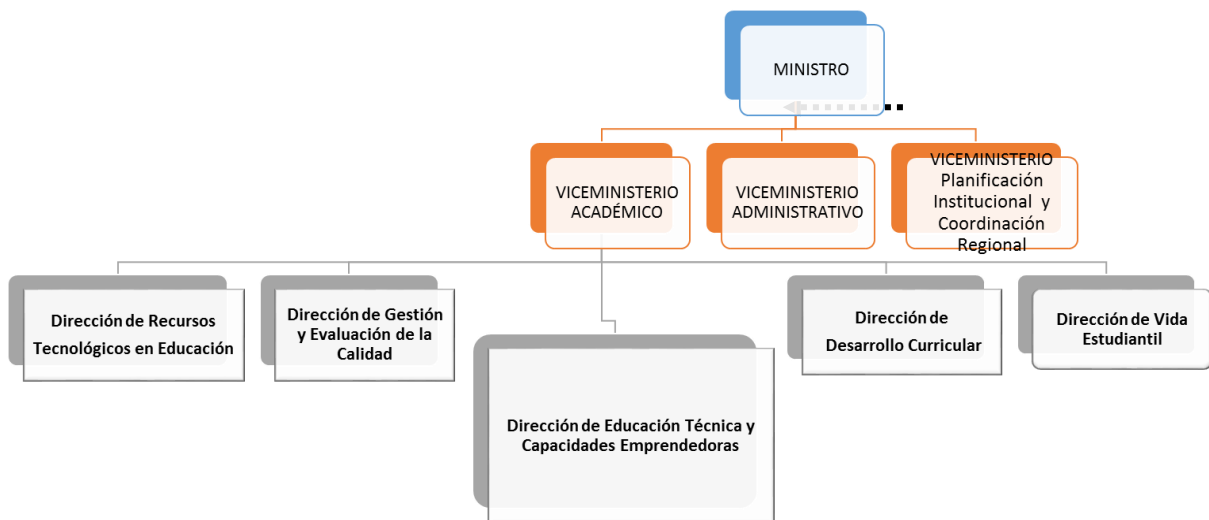 MINISTRO
VICEMINISTERIO
ACADÉMICO
VICEMINISTERIO
ADMINISTRATIVO
VICEMINISTERIO
Planificación
Institucional y
Coordinación
Regional
Dirección de Recursos
Tecnológicos en Educación
Dirección de Gestión
y Evaluación de la
Calidad
Dirección de Educación Técnica y
Capacidades Emprendedoras
Dirección de
Desarrollo Curricular
Dirección de Vida
Estudiantil